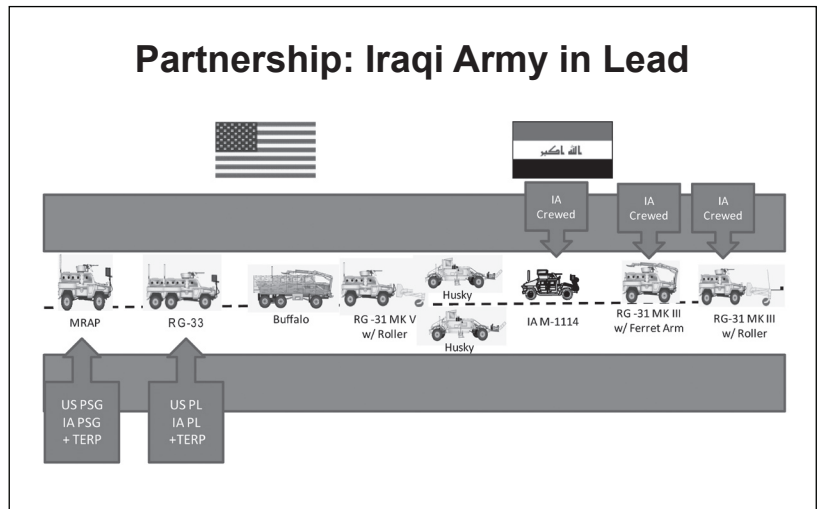 Partnership: Iraqi Army in Lead
الله اكبر
IA
Crewed
IA
Crewed
IA
Crewed
MRAP
RG-33
Buffalo
RG -31 MK V
w/ Roller
Husky
Husky
IA M-1114
RG-31 MK III
w/ Ferret Arm
RG-31 MK III
w/ Roller
US PSG
IA PSG
+ TERP
US PL
IA PL
+TERP